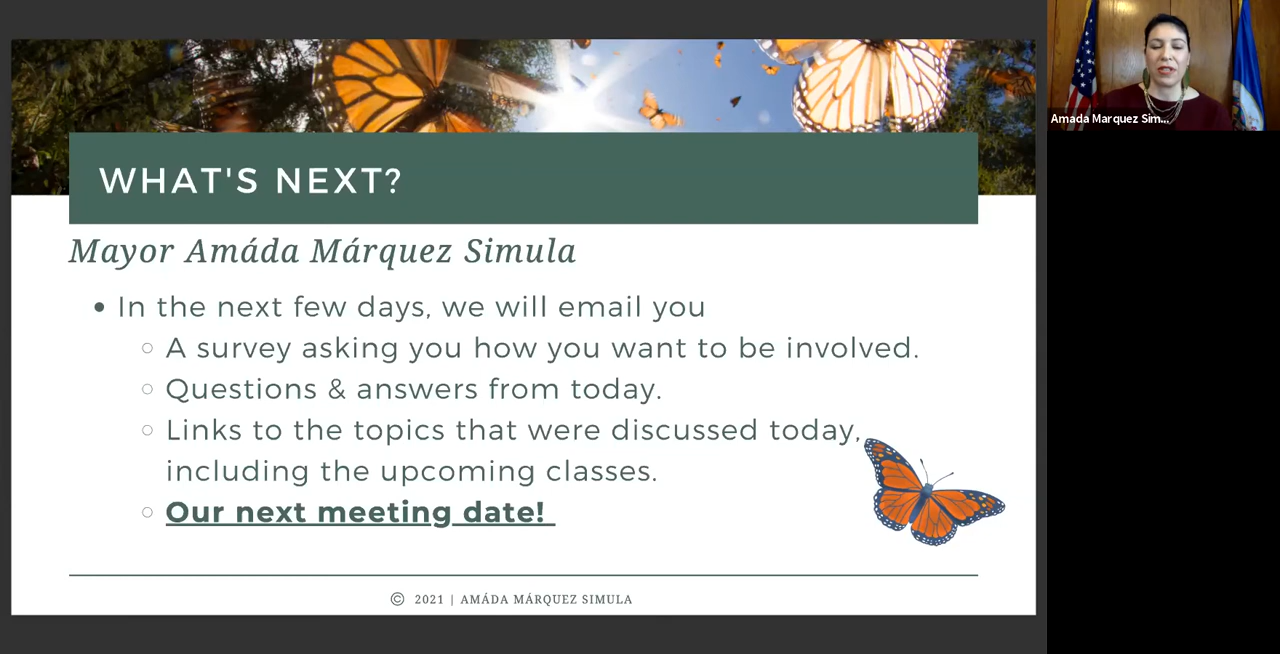 WHAT'S NEXT?
Mayor Amáda Márquez Simula
• In the next few days, we will email you
○ A survey asking you how you want to be involved.
○ Questions & answers from today.
○ Links to the topics that were discussed today,
including the upcoming classes.
○ Our next meeting date!
© 2021 | AMÁDA MÁRQUEZ SIMULA
Amada Marquez Sim...